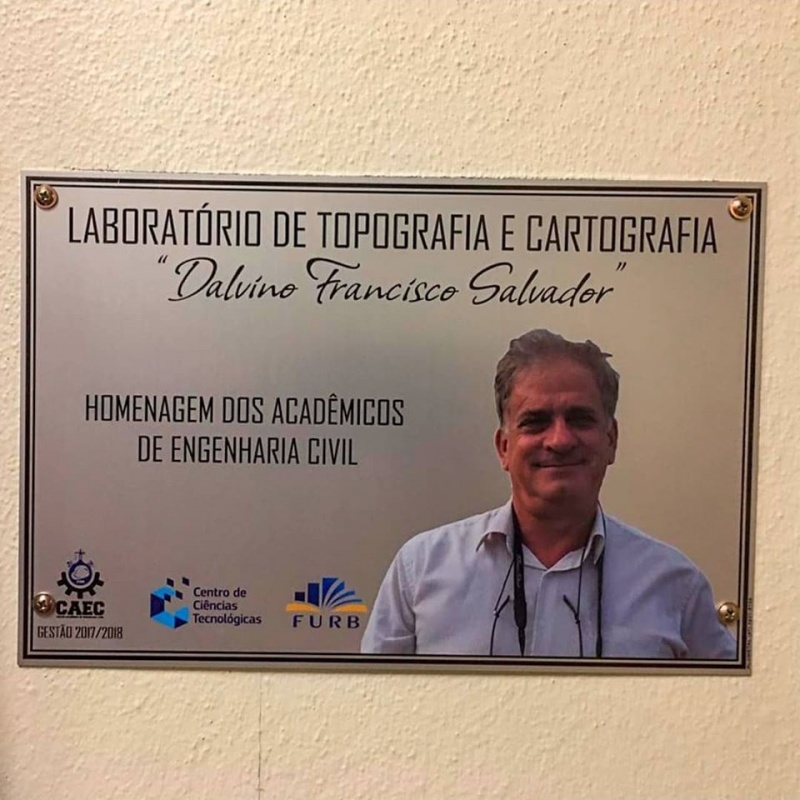 LABORATÓRIO DE TOPOGRAFIA E CARTOGRAFIA
"Dalvino Francisco Salvador"
HOMENAGEM DOS ACADÊMICOS
DE ENGENHARIA CIVIL
CAEC
GESTÃO 2017/2018
Centro de
Ciências
Tecnológicas
FURB